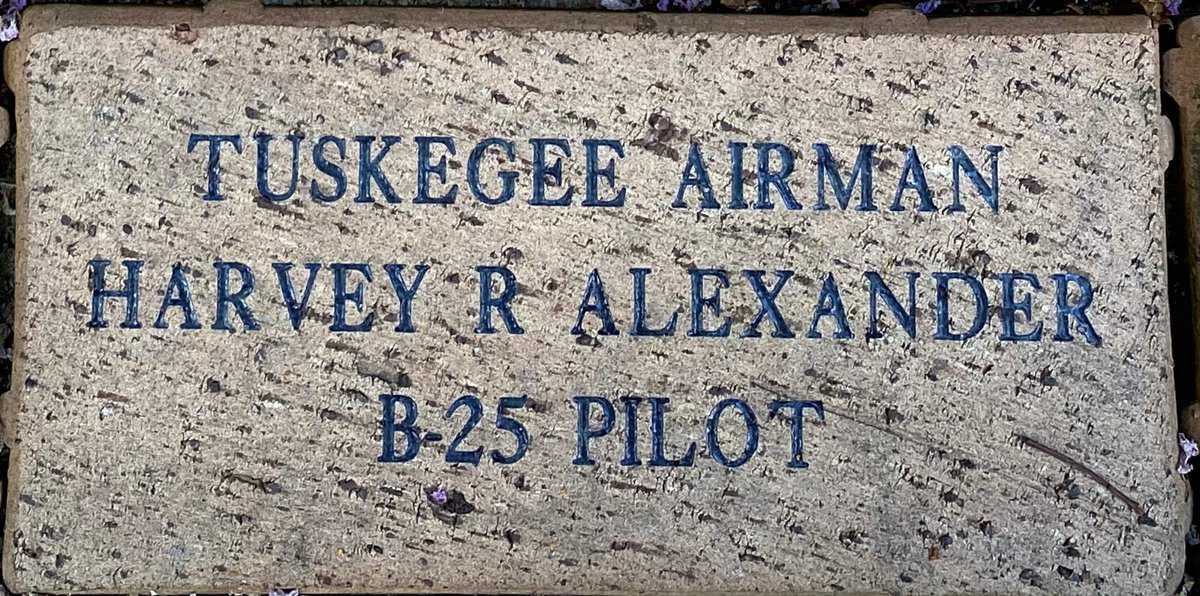 TUSKEGEE AIRMAN
HARVEY R ALEXANDER
B-25 PILOT